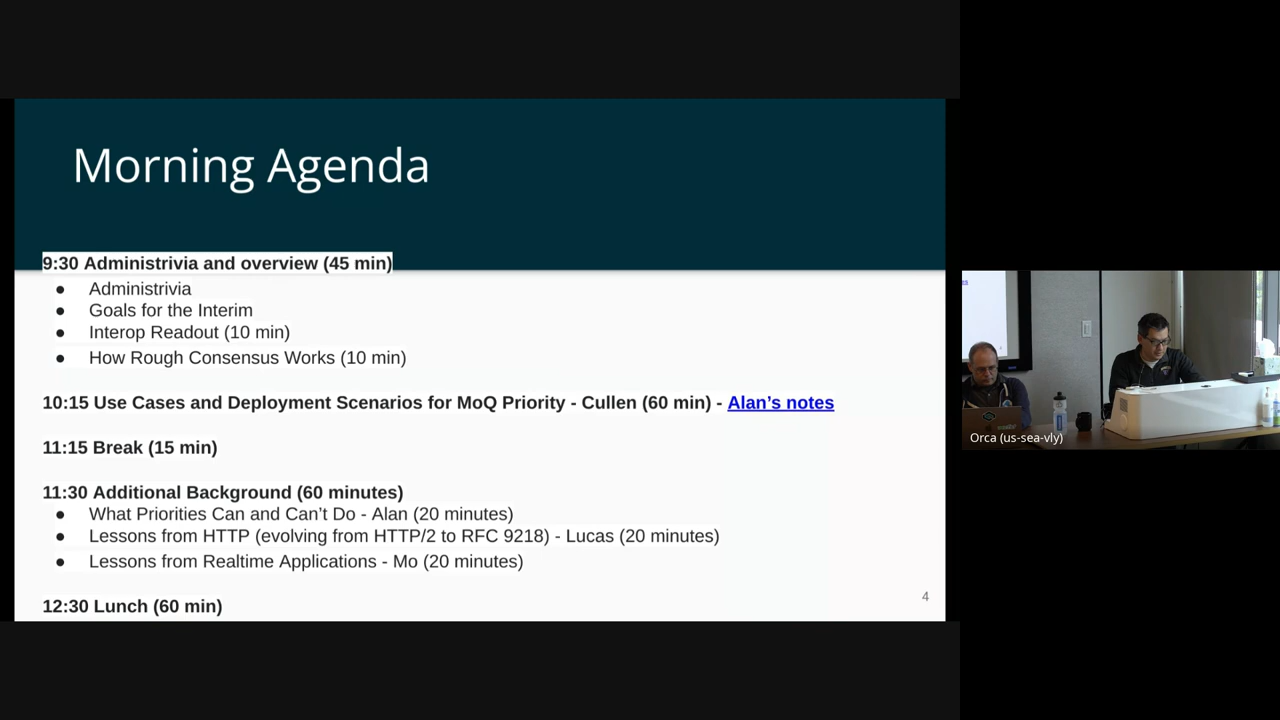 Morning Agenda
9:30 Administrivia and overview (45 min)
● Administrivia
● Goals for the Interim
● Interop Readout (10 min)
● How Rough Consensus Works (10 min)
10:15 Use Cases and Deployment Scenarios for MoQ Priority - Cullen (60 min) - Alan’s notes
11:15 Break (15 min)
11:30 Additional Background (60 minutes)
● What Priorities Can and Can’t Do - Alan (20 minutes)
● Lessons from HTTP (evolving from HTTP/2 to RFC 9218) - Lucas (20 minutes)
● Lessons from Realtime Applications - Mo (20 minutes)
12:30 Lunch (60 min)
4
Orca (us-sea-vly)